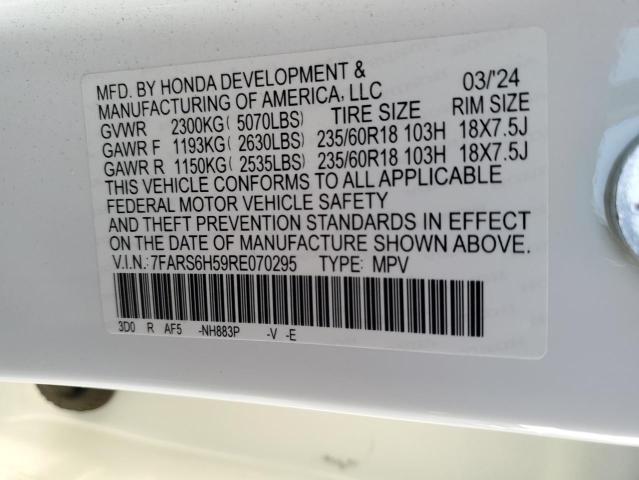 MFD. BY HONDA DEVELOPMENT & 03/'24
MANUFACTURING OF AMERICA, LLC TIRE SIZE RIM SIZE
GVWR 2300KG( 5070LBS)
GAWR F 1193KG( 2630LBS) 235/60R18 103H 18X7.5J
GAWR R 1150KG( 2535LBS) 235/60R18 103H 18X7.5J
THIS VEHICLE CONFORMS TO ALL APPLICABLE
FEDERAL MOTOR VEHICLE SAFETY
AND THEFT PREVENTION STANDARDS IN EFFECT
ON THE DATE OF MANUFACTURE SHOWN ABOVE.
V.I.N.: 7FARS6H59RE070295 TYPE: MPV
3D0 R AF5 -NH883P -V -E